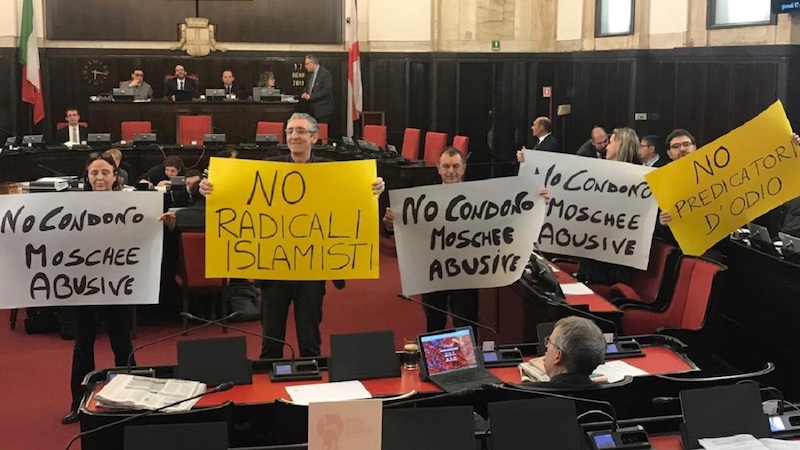 No CONDONO
MOSCHEE
ABUSIVE
NO
RADICALI
ISLAMISTI
NO CONDONO
MOSCHEE
ABUSIVE
NO CONDONO
MOSCHEE
ABUSIVE
NO
PREDICATORI
D'ODIO